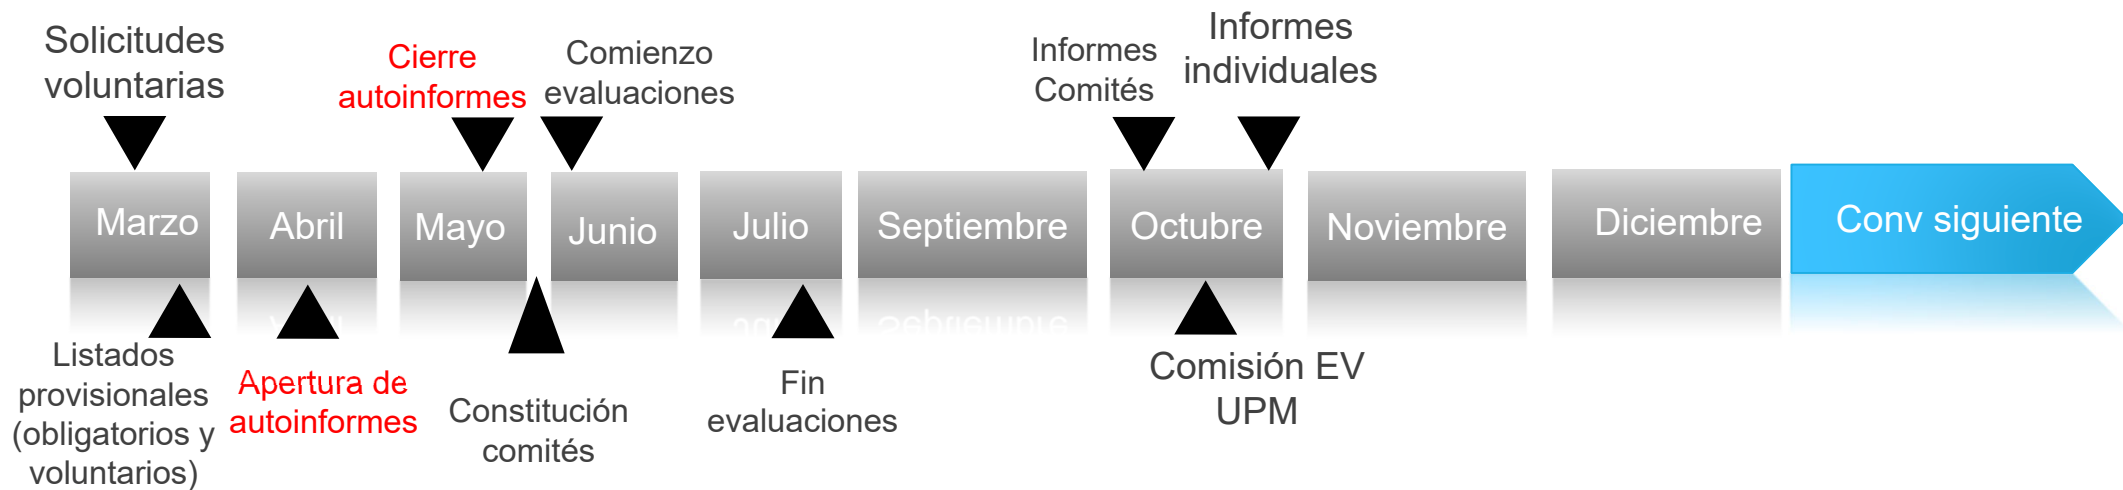 Solicitudes
voluntarias
Cierre
autoinformes
Comienzo
evaluaciones
Informes
Comités
Informes
individuales
Marzo
Abril
Mayo
Junio
Julio
Septiembre
Octubre
Noviembre
Diciembre
Conv siguiente
Listados
provisionales
(obligatorios y
voluntarios)
Apertura de
autoinformes
Constitución
comités
Fin
evaluaciones
Comisión EV
UPM